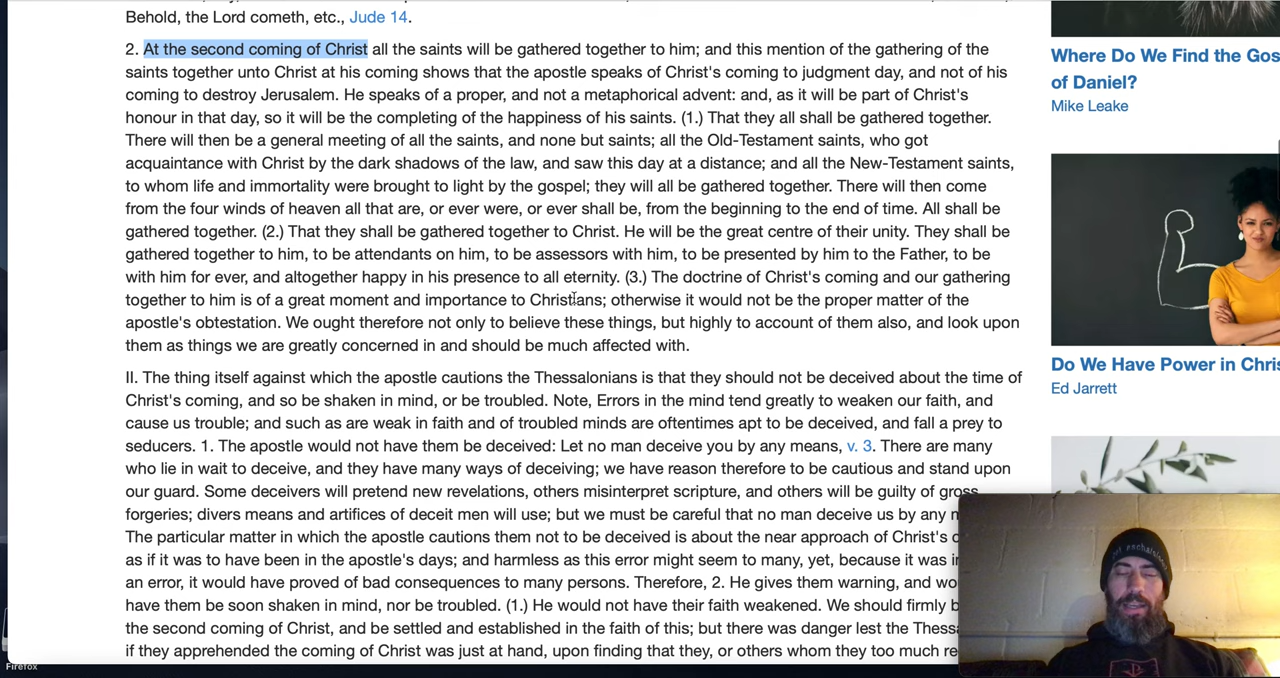 Behold, the Lord cometh, etc., Jude 14.
2. At the second coming of Christ all the saints will be gathered together to him; and this mention of the gathering of the
saints together unto Christ at his coming shows that the apostle speaks of Christ's coming to judgment day, and not of his
coming to destroy Jerusalem. He speaks of a proper, and not a metaphorical advent: and, as it will be part of Christ's
honour in that day, so it will be the completing of the happiness of his saints. (1.) That they all shall be gathered together.
There will then be a general meeting of all the saints, and none but saints; all the Old-Testament saints, who got
acquaintance with Christ by the dark shadows of the law, and saw this day at a distance; and all the New-Testament saints,
to whom life and immortality were brought to light by the gospel; they will all be gathered together. There will then come
from the four winds of heaven all that are, or ever were, or ever shall be, from the beginning to the end of time. All shall be
gathered together. (2.) That they shall be gathered together to Christ. He will be the great centre of their unity. They shall be
gathered together to him, to be attendants on him, to be assessors with him, to be presented by him to the Father, to be
with him for ever, and altogether happy in his presence to all eternity. (3.) The doctrine of Christ's coming and our gathering
together to him is of a great moment and importance to Christians; otherwise it would not be the proper matter of the
apostle's obtestation. We ought therefore not only to believe these things, but highly to account of them also, and look upon
them as things we are greatly concerned in and should be much affected with.
II. The thing itself against which the apostle cautions the Thessalonians is that they should not be deceived about the time of
Christ's coming, and so be shaken in mind, or be troubled. Note, Errors in the mind tend greatly to weaken our faith, and
cause us trouble; and such as are weak in faith and of troubled minds are oftentimes apt to be deceived, and fall a prey to
seducers. 1. The apostle would not have them be deceived: Let no man deceive you by any means, v. 3. There are many
who lie in wait to deceive, and they have many ways of deceiving; we have reason therefore to be cautious and stand upon
our guard. Some deceivers will pretend new revelations, others misinterpret scripture, and others will be guilty of gross
forgeries; divers means and artifices of deceit men will use; but we must be careful that no man deceive us by any
The particular matter in which the apostle cautions them not to be deceived is about the near approach of Christ's
as if it was to have been in the apostle's days; and harmless as this error might seem to many, yet, because it was
an error, it would have proved of bad consequences to many persons. Therefore, 2. He gives them warning, and
have them be soon shaken in mind, nor be troubled. (1.) He would not have their faith weakened. We should firmly
the second coming of Christ, and be settled and established in the faith of this; but there was danger lest the
if they apprehended the coming of Christ was just at hand, upon finding that they, or others whom they too much
Where Do We Find the Gos
of Daniel?
Mike Leake
Do We Have Power in Chris
Ed Jarrett
Firefox